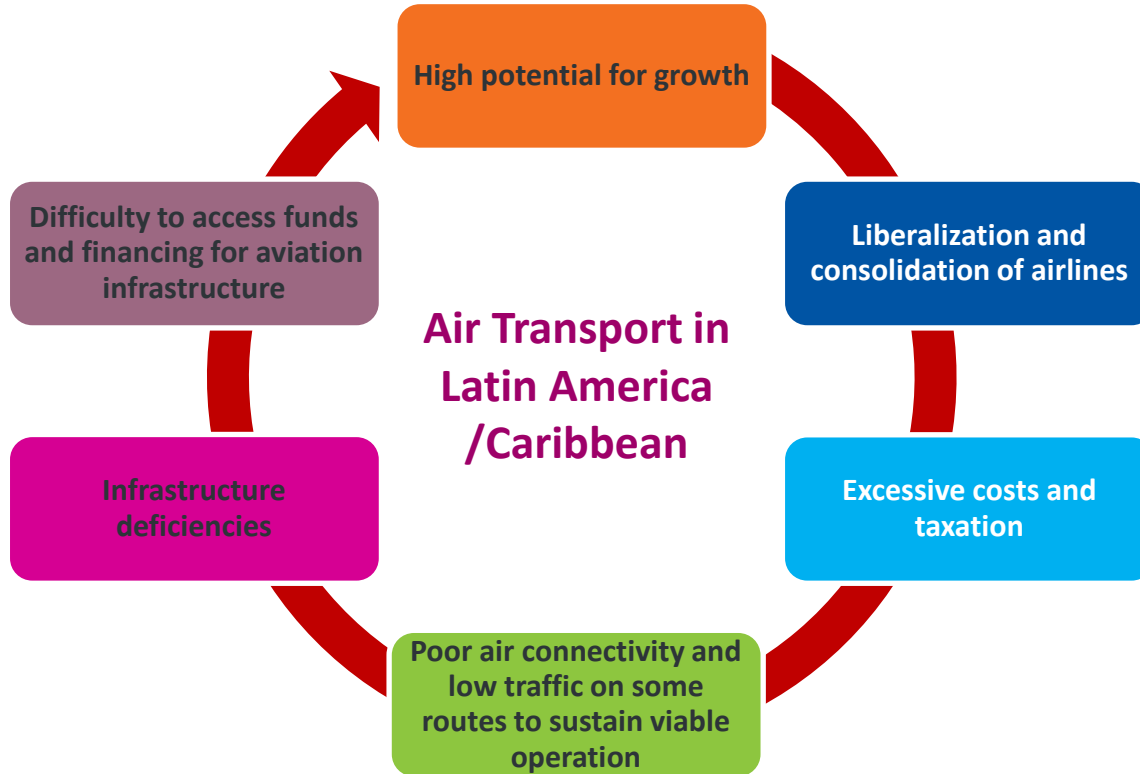 High potential for growth
Liberalization and
consolidation of airlines
Excessive costs and
taxation
Poor air connectivity and
low traffic on some
routes to sustain viable
operation
Infrastructure
deficiencies
Difficulty to access funds
and financing for aviation
infrastructure
Air Transport in
Latin America
/Caribbean